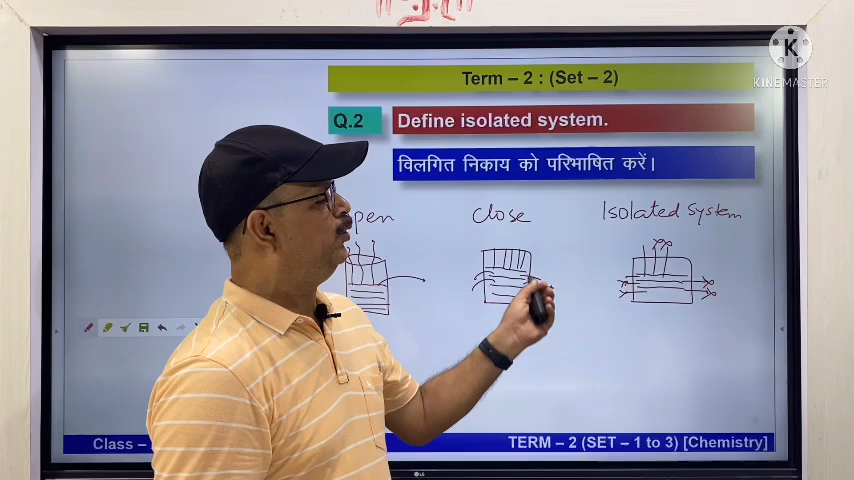 KINEMASTER
Term – 2 : (Set – 2)
Q.2 Define isolated system.
विलगित निकाय को परिभाषित करें।
Close Isolated System
TERM – 2 (SET – 1 to 3) [Chemistry]
Class –
LG